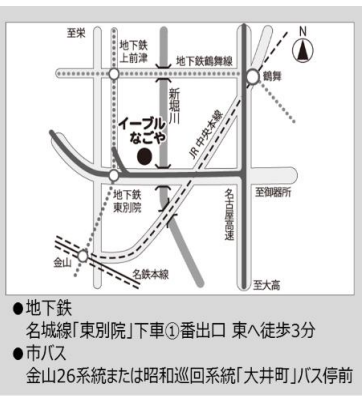 至栄
地下鉄
上前津
地下鉄鶴舞線
N
鶴舞
新堀川
イーブル
なごや
JR中央本線
地下鉄
東別院
名古屋高速
至御器所
金山
名鉄本線
至大高
●地下鉄
名城線「東別院」下車①番出口 東へ徒歩3分
●市バス
金山26系統または昭和巡回系統「大井町」バス停前